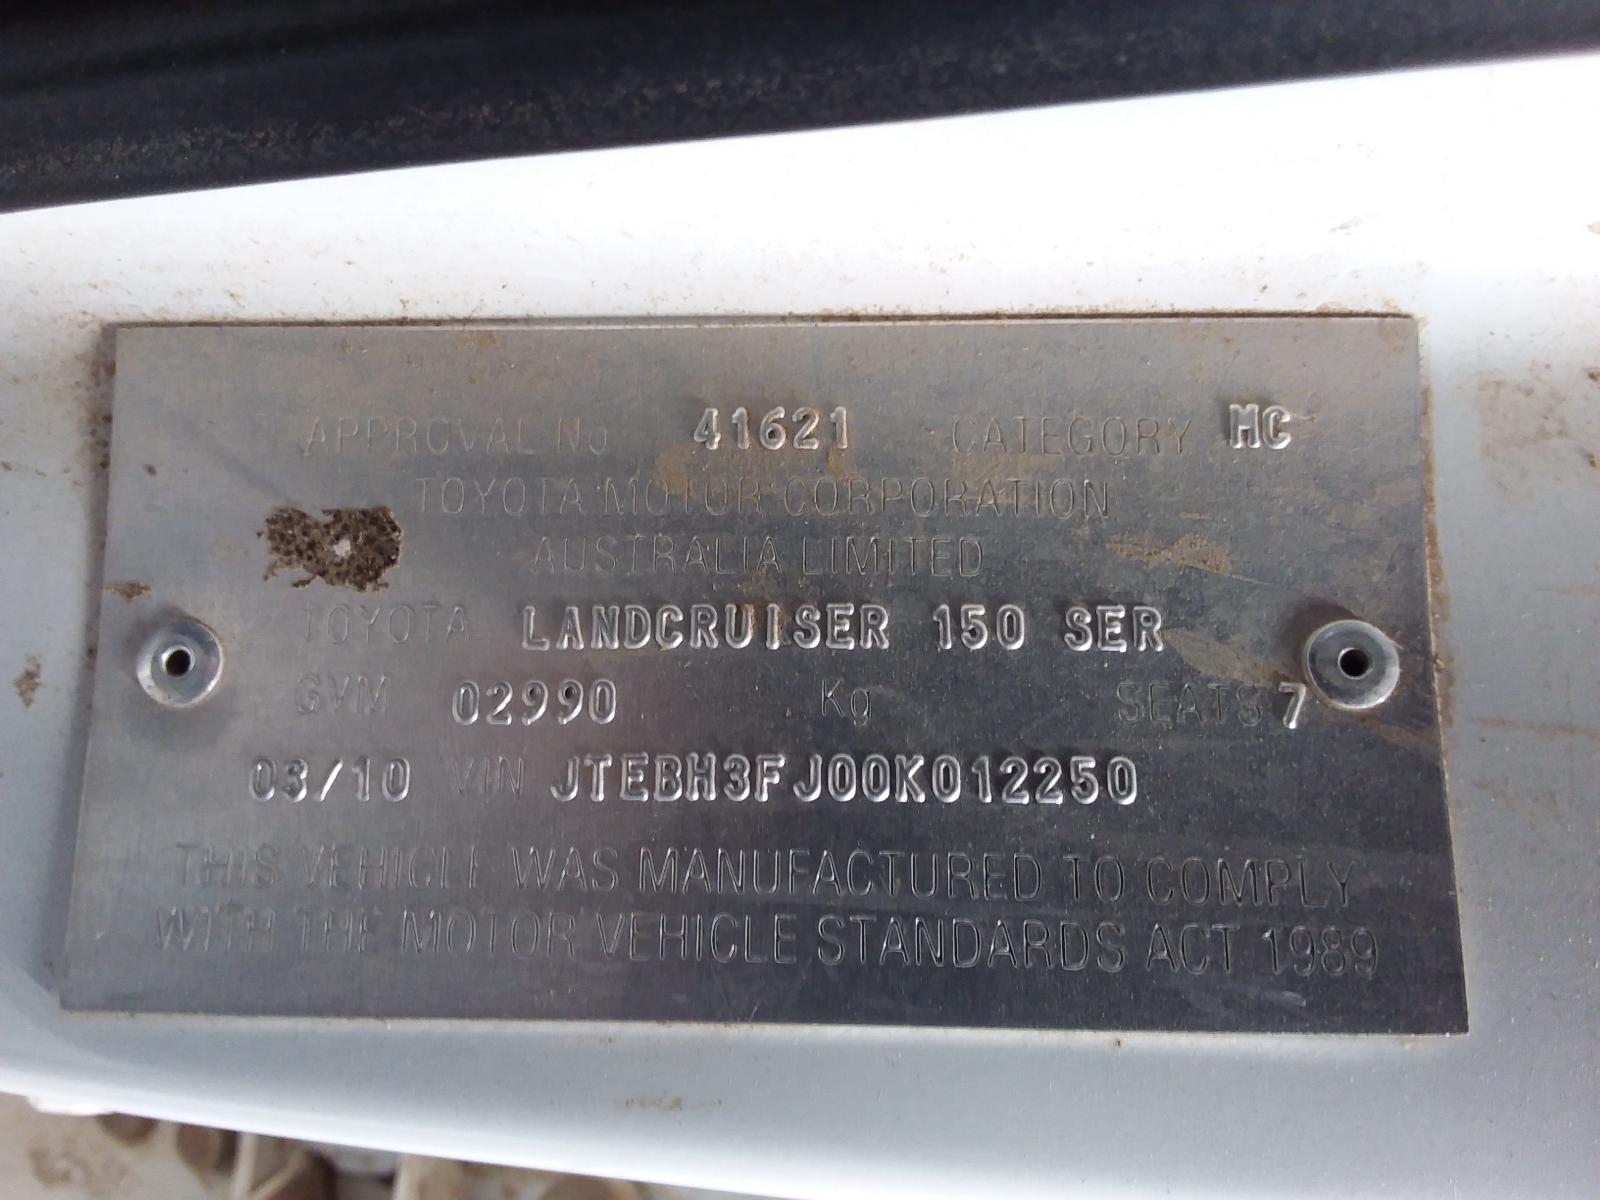 APPROVAL No 41621 CATEGORY MC
TOYOTA MOTOR CORPORATION
AUSTRALIA LIMITED
TOYOTA LANDCRUISER 150 SER
GVM 02990 Kg SEATS 7
03/10 VIN JTEBH3FJ00K012250
THIS VEHICLE WAS MANUFACTURED TO COMPLY
WITH THE MOTOR VEHICLE STANDARDS ACT 1989